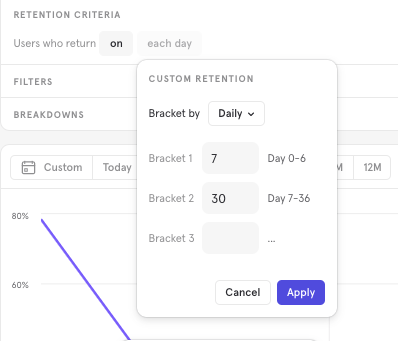 RETENTION CRITERIA
Users who return on each day
FILTERS
BREAKDOWNS
CUSTOM RETENTION
Bracket by Daily
Bracket 1 7 Day 0-6
Bracket 2 30 Day 7-36
Bracket 3 ...
Cancel Apply
Custom Today M 12M
80%
60%